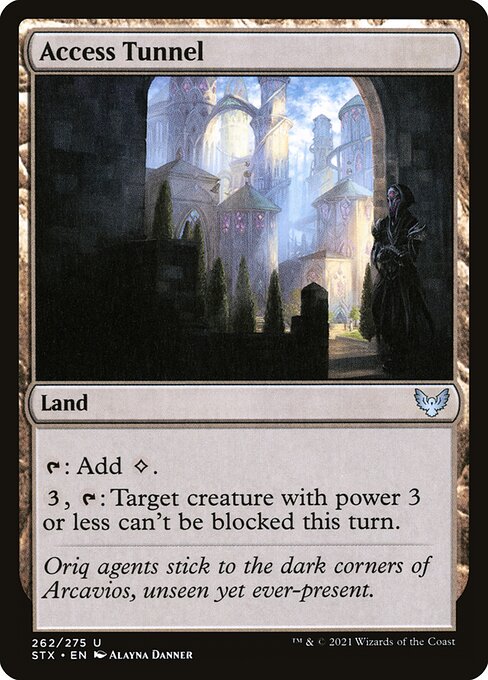 Access Tunnel
Land
: Add .
3, : Target creature with power 3
or less can't be blocked this turn.
Oriq agents stick to the dark corners of
Arcavios, unseen yet ever-present.
262/275 U
STX • EN Alayna Danner
™ & © 2021 Wizards of the Coast